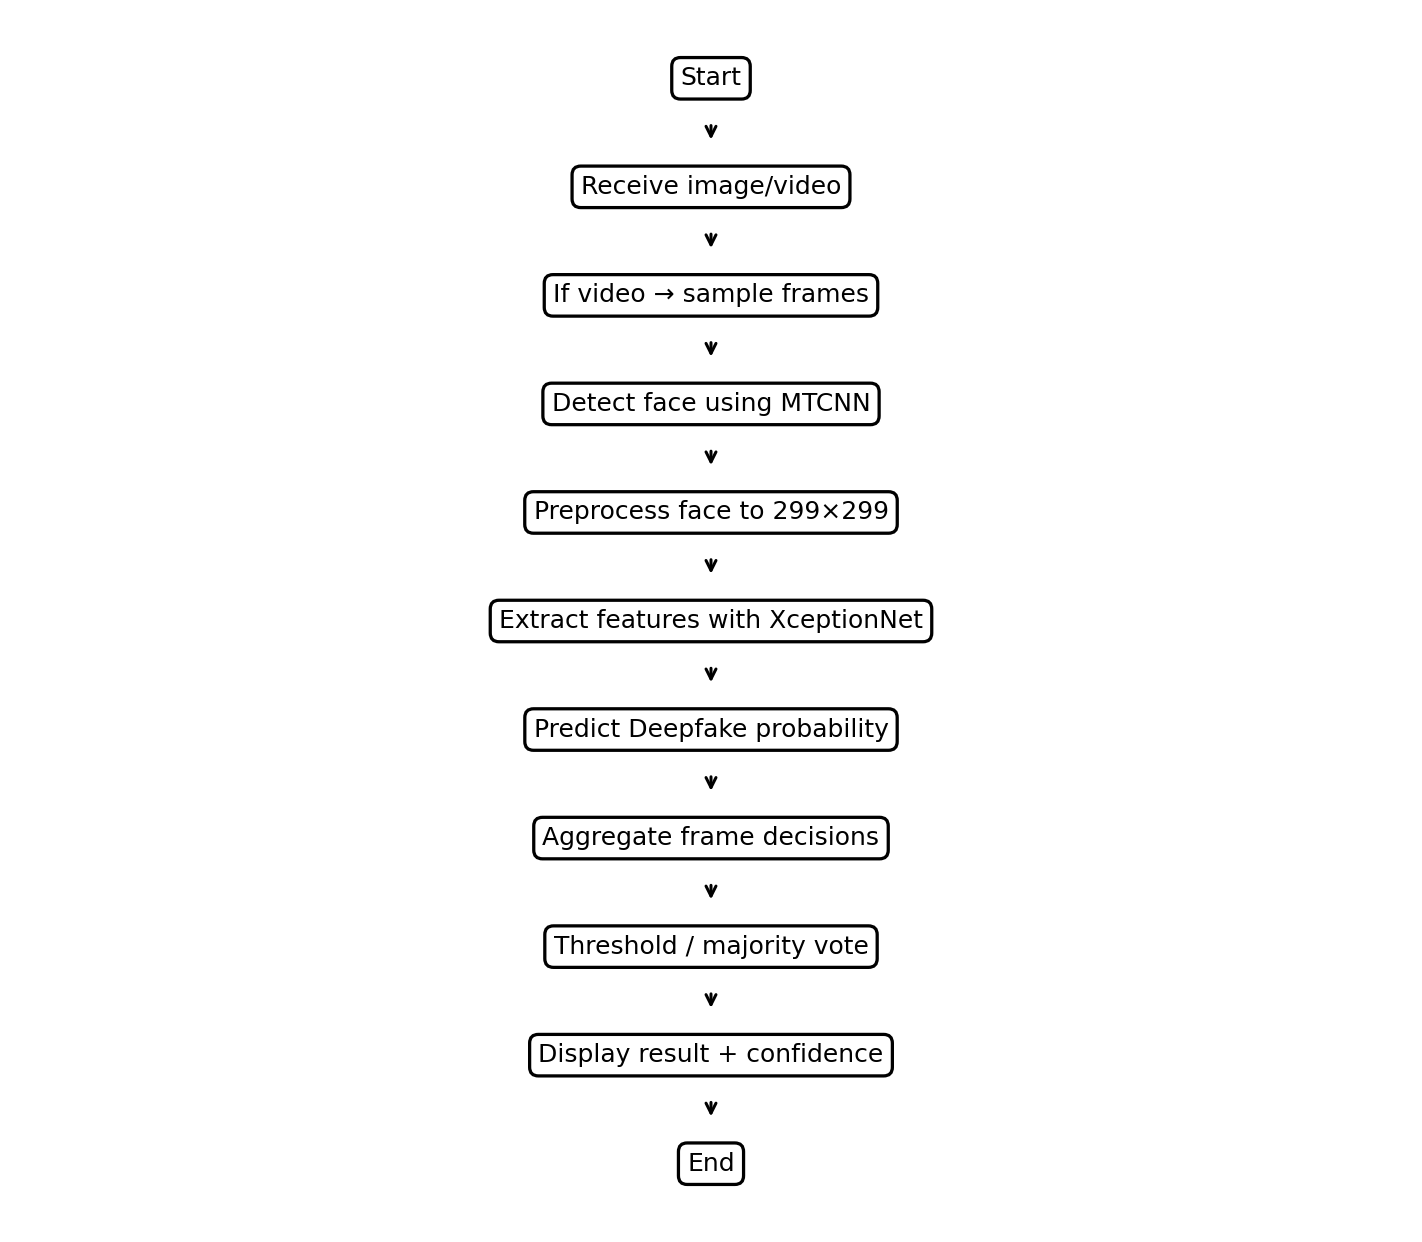 Start
Receive image/video
If video → sample frames
Detect face using MTCNN
Preprocess face to 299×299
Extract features with XceptionNet
Predict Deepfake probability
Aggregate frame decisions
Threshold / majority vote
Display result + confidence
End